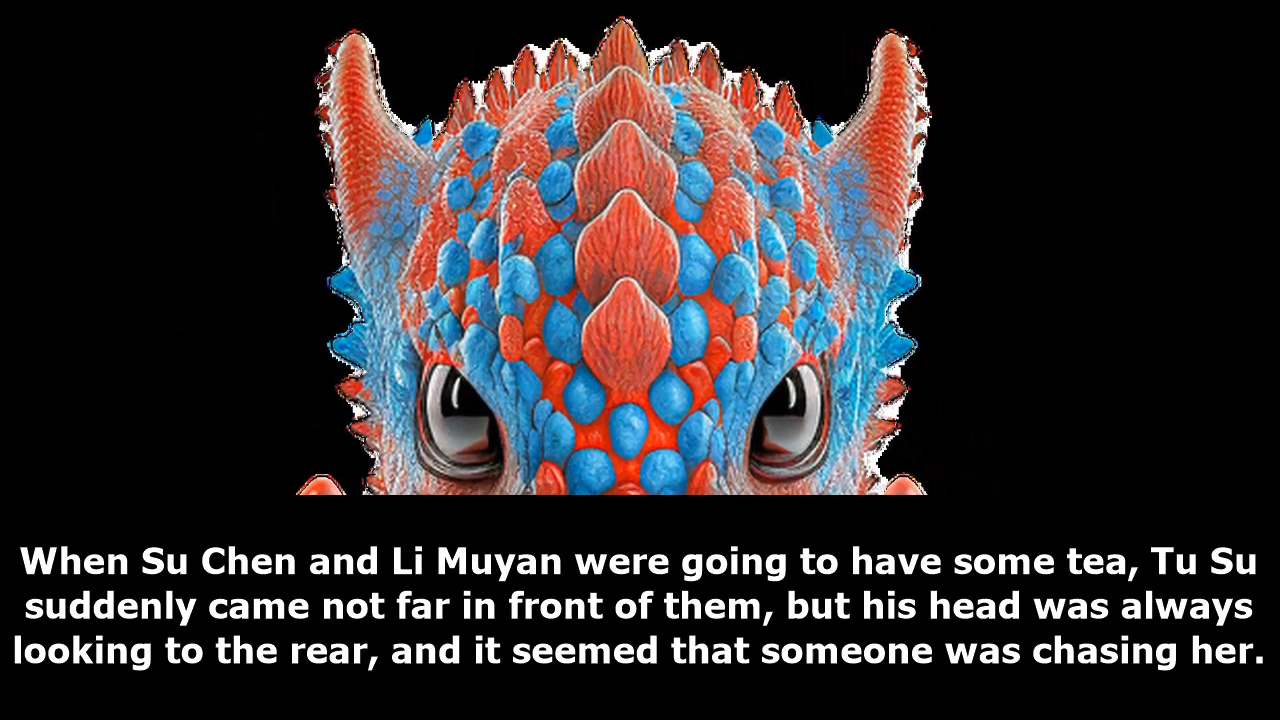 When Su Chen and Li Muyan were going to have some tea, Tu Su
suddenly came not far in front of them, but his head was always
looking to the rear, and it seemed that someone was chasing her.